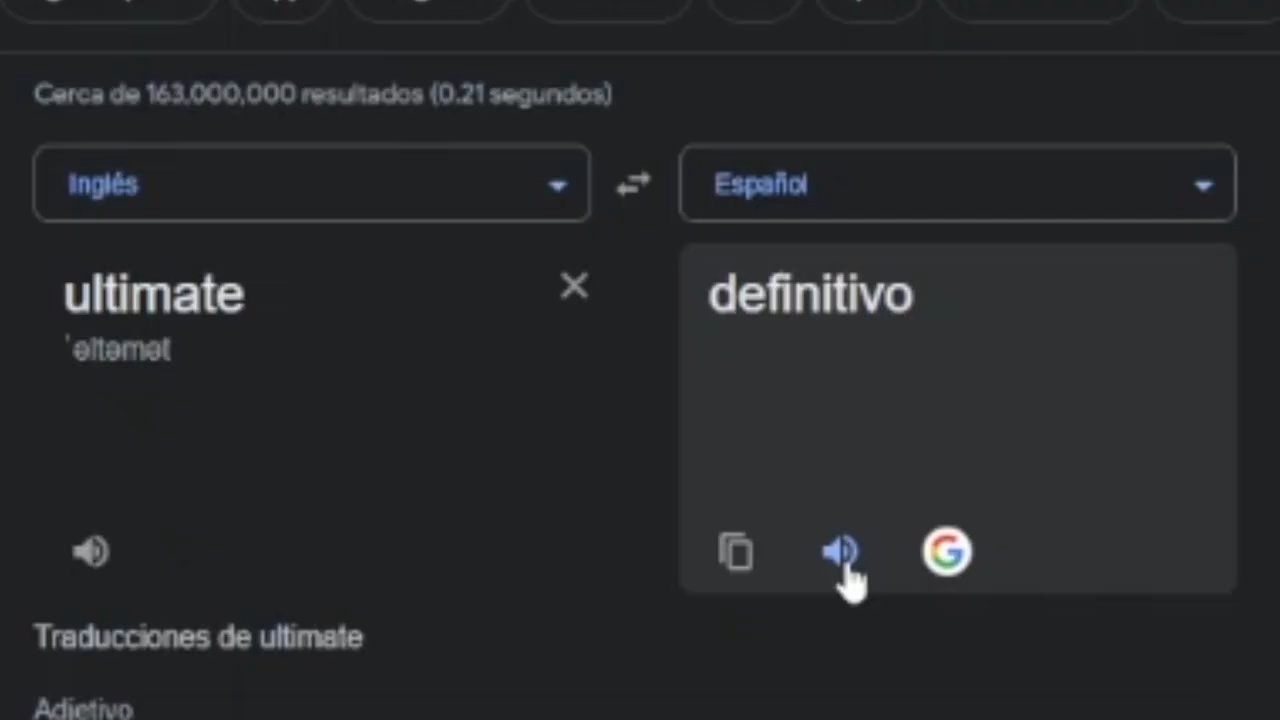 Cerca de 163,000,000 resultados (0.21 segundos)
Inglés
Español
ultimate
definitivo
ˈəltəmət
Traducciones de ultimate
Adjetivo